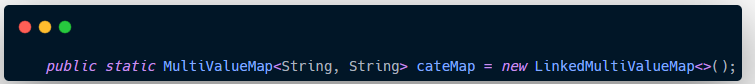 public static MultiValueMap<String, String> cateMap = new LinkedMultiValueMap<>();